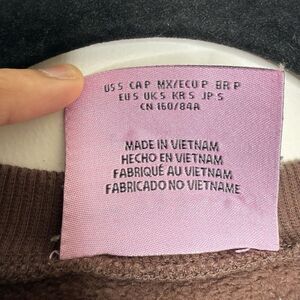 US S CA P MX/ECU P BR P
EU S UK S KR S JP S
CN 160/84A
MADE IN VIETNAM
HECHO EN VIETNAM
FABRIQUÉ AU VIETNAM
FABRICADO NO VIETNAME